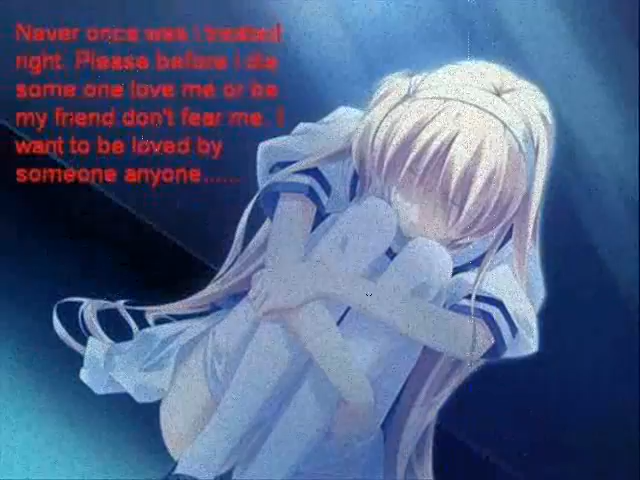 Never once was i treated
right. Please before i die
some one love me or be
my friend don't fear me. I
want to be loved by
someone anyone......